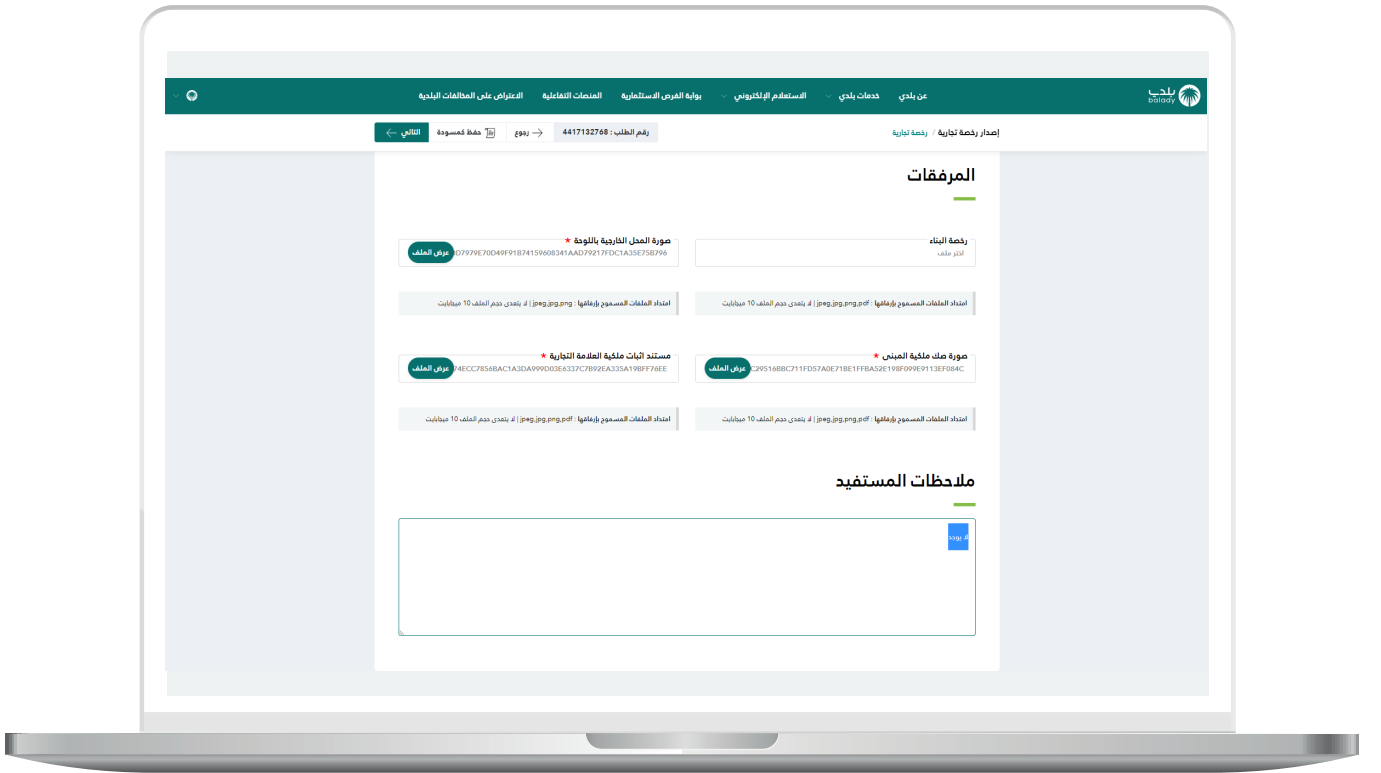 بلدي
balady
عن بلدي
خدمات بلدي
الاستعلام الإلكتروني
بوابة الفرص الاستثمارية
المنصات التفاعلية
الاعتراض على المخالفات البلدية
إصدار رخصة تجارية / رخصة تجارية
رقم الطلب : 4417132768
رجوع
حفظ كمسودة
التالي
المرفقات
رخصة البناء
اختر ملف
صورة المحل الخارجية باللوحة *
D7979E70D49F91B74159608341AAD79217FDC1A35E75B796
عرض الملف
امتداد الملفات المسموح بإرفاقها : jpeg,jpg,png,pdf | لا يتعدى حجم الملف 10 ميجابايت
امتداد الملفات المسموح بإرفاقها : jpeg,jpg,png | لا يتعدى حجم الملف 10 ميجابايت
صورة صك ملكية المبنى *
C29516BBC711FD57A0E71BE1FFBA52E198F099E9113EF084C
عرض الملف
مستند اثبات ملكية العلامة التجارية *
74ECC7856BAC1A3DA999D03E6337C7B92EA335A19BFF76EE
عرض الملف
امتداد الملفات المسموح بإرفاقها : jpeg,jpg,png,pdf | لا يتعدى حجم الملف 10 ميجابايت
امتداد الملفات المسموح بإرفاقها : jpeg,jpg,png,pdf | لا يتعدى حجم الملف 10 ميجابايت
ملاحظات المستفيد
لا يوجد